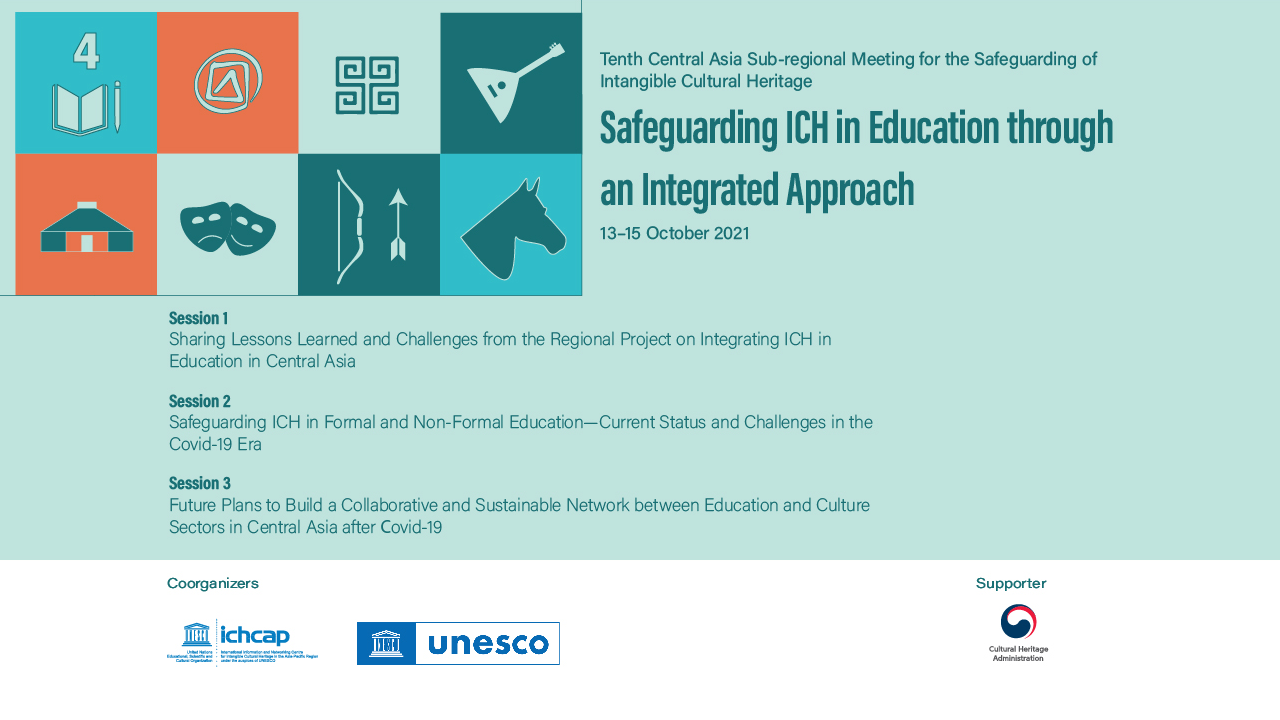 4
Tenth Central Asia Sub-regional Meeting for the Safeguarding of
Intangible Cultural Heritage
Safeguarding ICH in Education through
an Integrated Approach
13–15 October 2021
Session 1
Sharing Lessons Learned and Challenges from the Regional Project on Integrating ICH in
Education in Central Asia
Session 2
Safeguarding ICH in Formal and Non-Formal Education—Current Status and Challenges in the
Covid-19 Era
Session 3
Future Plans to Build a Collaborative and Sustainable Network between Education and Culture
Sectors in Central Asia after Covid-19
Coorganizers
United Nations
Educational, Scientific and
Cultural Organization
ichcap
International Information and Networking Centre
for Intangible Cultural Heritage in the Asia-Pacific Region
under the auspices of UNESCO
unesco
Supporter
Cultural Heritage
Administration